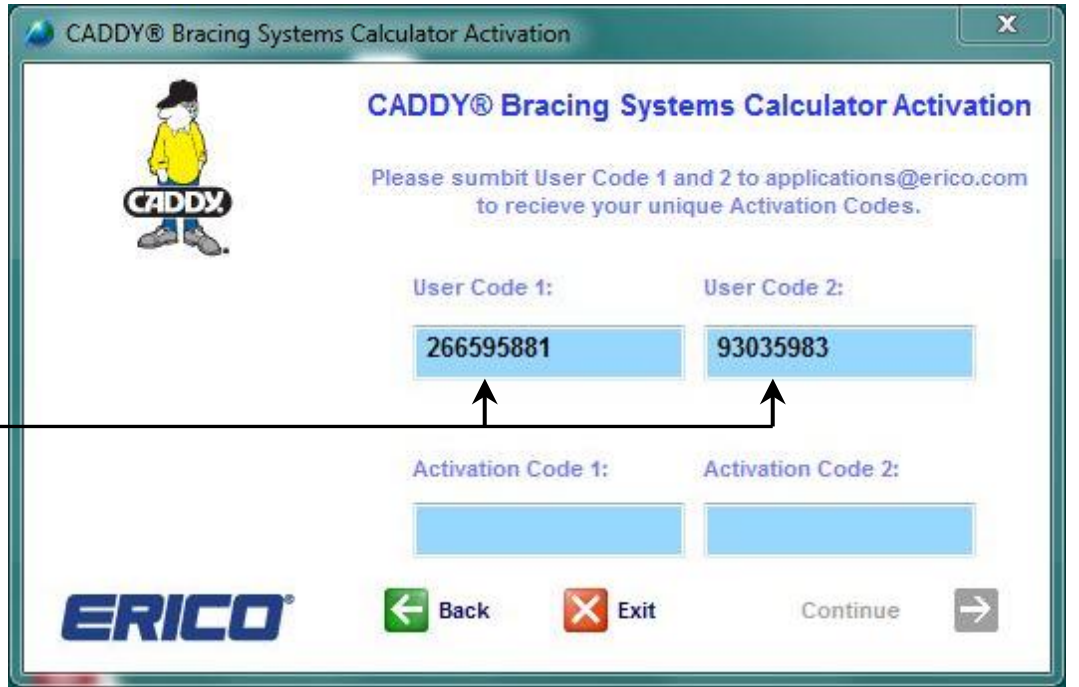 CADDY® Bracing Systems Calculator Activation
X
CADDY® Bracing Systems Calculator Activation
CADDY
Please sumbit User Code 1 and 2 to applications@erico.com
to recieve your unique Activation Codes.
User Code 1: User Code 2:
266595881 93035983
Activation Code 1: Activation Code 2:
ERICO® Back Exit Continue